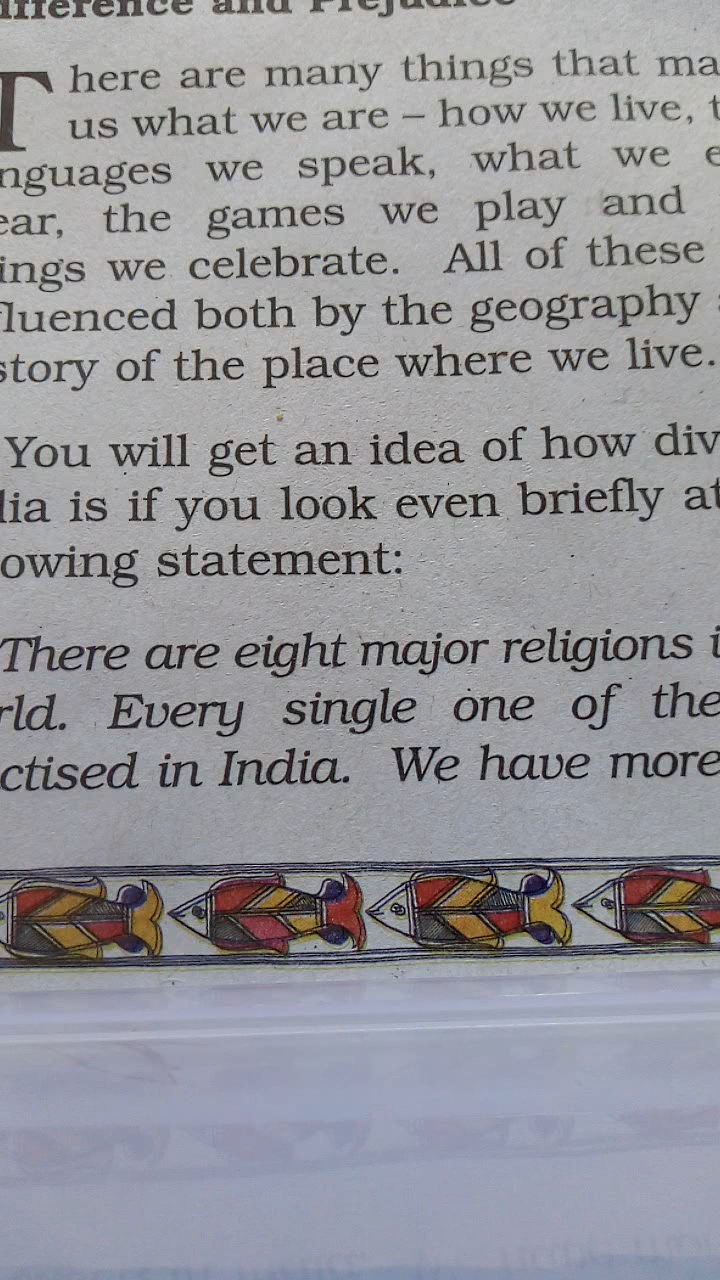 ifference and Prejudice
There are many things that ma
us what we are – how we live, t
nguages we speak, what we e
ear, the games we play and
ings we celebrate. All of these
fluenced both by the geography
story of the place where we live.
You will get an idea of how div
dia is if you look even briefly at
owing statement:
There are eight major religions i
rld. Every single one of the
ctised in India. We have more